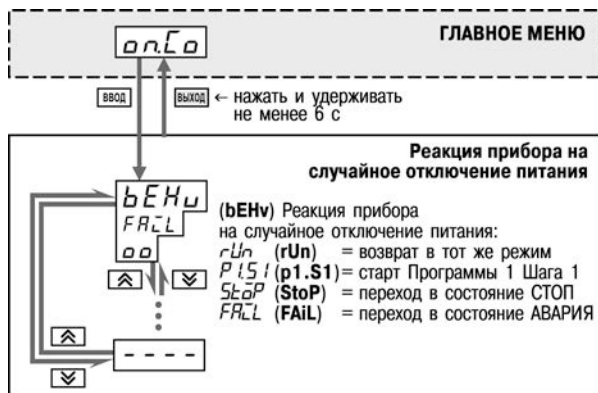 on.Co
ГЛАВНОЕ МЕНЮ
ВВОД
ВЫХОД ← нажать и удерживать
не менее 6 с
Реакция прибора на
случайное отключение питания
bEHu
FAiL
oo
(bEHv) Реакция прибора
на случайное отключение питания:
rUn (rUn) = возврат в тот же режим
P1.S1 (p1.S1) = старт Программы 1 Шага 1
StoP (StoP) = переход в состояние СТОП
FAiL (FAiL) = переход в состояние АВАРИЯ
- - - -